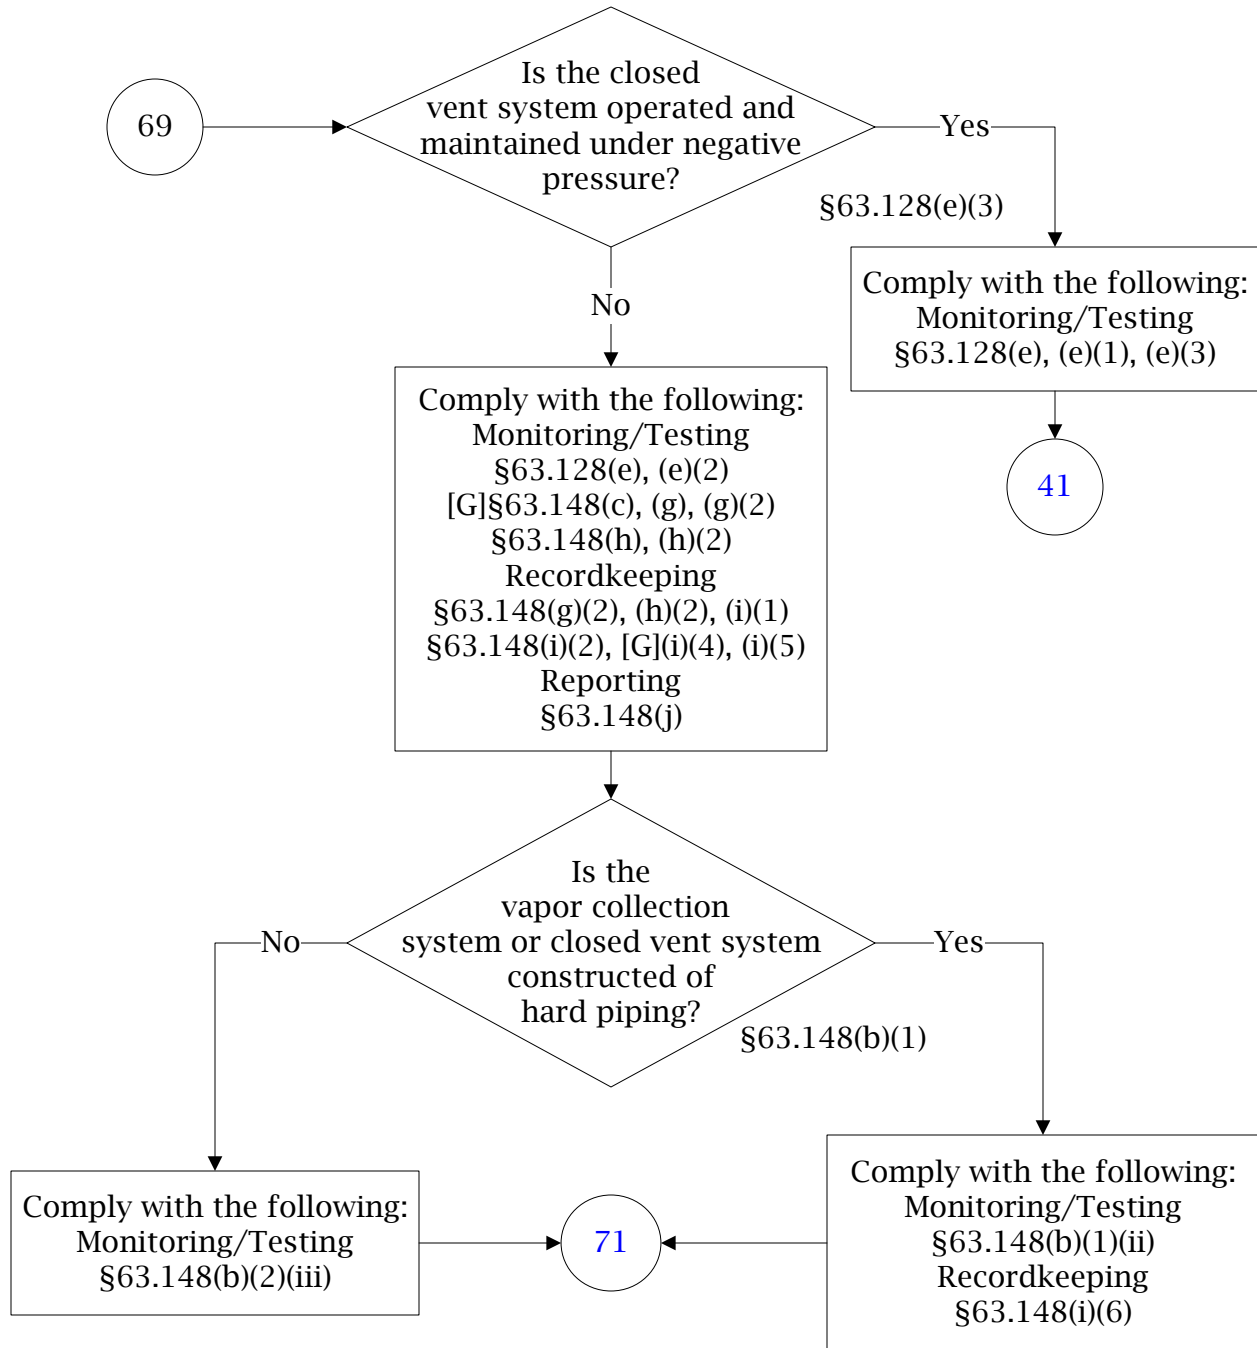 69
Is the closed
vent system operated and
maintained under negative
pressure?
Yes
§63.128(e)(3)
Comply with the following:
Monitoring/Testing
§63.128(e), (e)(1), (e)(3)
41
No
Comply with the following:
Monitoring/Testing
§63.128(e), (e)(2)
[G]§63.148(c), (g), (g)(2)
§63.148(h), (h)(2)
Recordkeeping
§63.148(g)(2), (h)(2), (i)(1)
§63.148(i)(2), [G](i)(4), (i)(5)
Reporting
§63.148(j)
Is the
vapor collection
system or closed vent system
constructed of
hard piping?
No
Yes
§63.148(b)(1)
Comply with the following:
Monitoring/Testing
§63.148(b)(2)(iii)
71
Comply with the following:
Monitoring/Testing
§63.148(b)(1)(ii)
Recordkeeping
§63.148(i)(6)